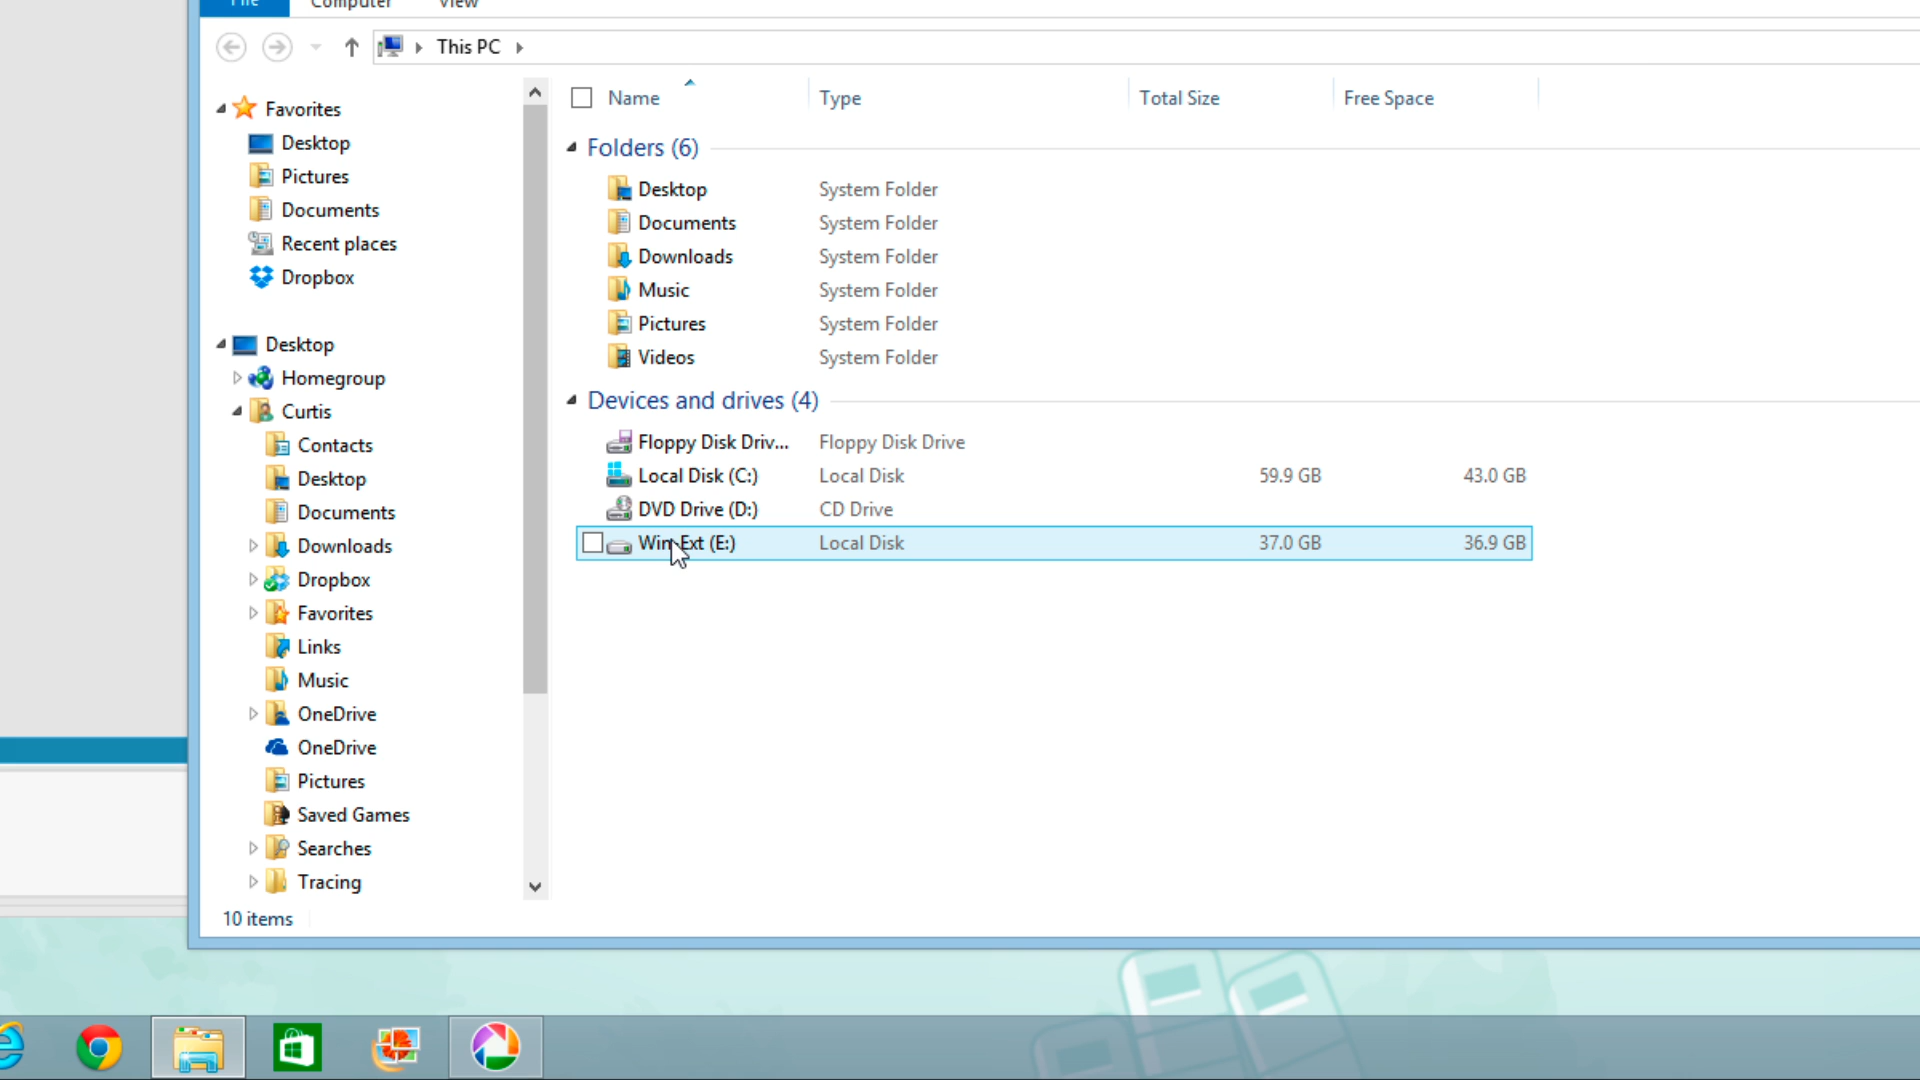 File Computer View
This PC
Favorites
Desktop
Pictures
Documents
Recent places
Dropbox
Desktop
Homegroup
Curtis
Contacts
Desktop
Documents
Downloads
Dropbox
Favorites
Links
Music
OneDrive
OneDrive
Pictures
Saved Games
Searches
Tracing
Name Type Total Size Free Space
Folders (6)
Desktop System Folder
Documents System Folder
Downloads System Folder
Music System Folder
Pictures System Folder
Videos System Folder
Devices and drives (4)
Floppy Disk Driv... Floppy Disk Drive
Local Disk (C:) Local Disk 59.9 GB 43.0 GB
DVD Drive (D:) CD Drive
Win Ext (E:) Local Disk 37.0 GB 36.9 GB
10 items